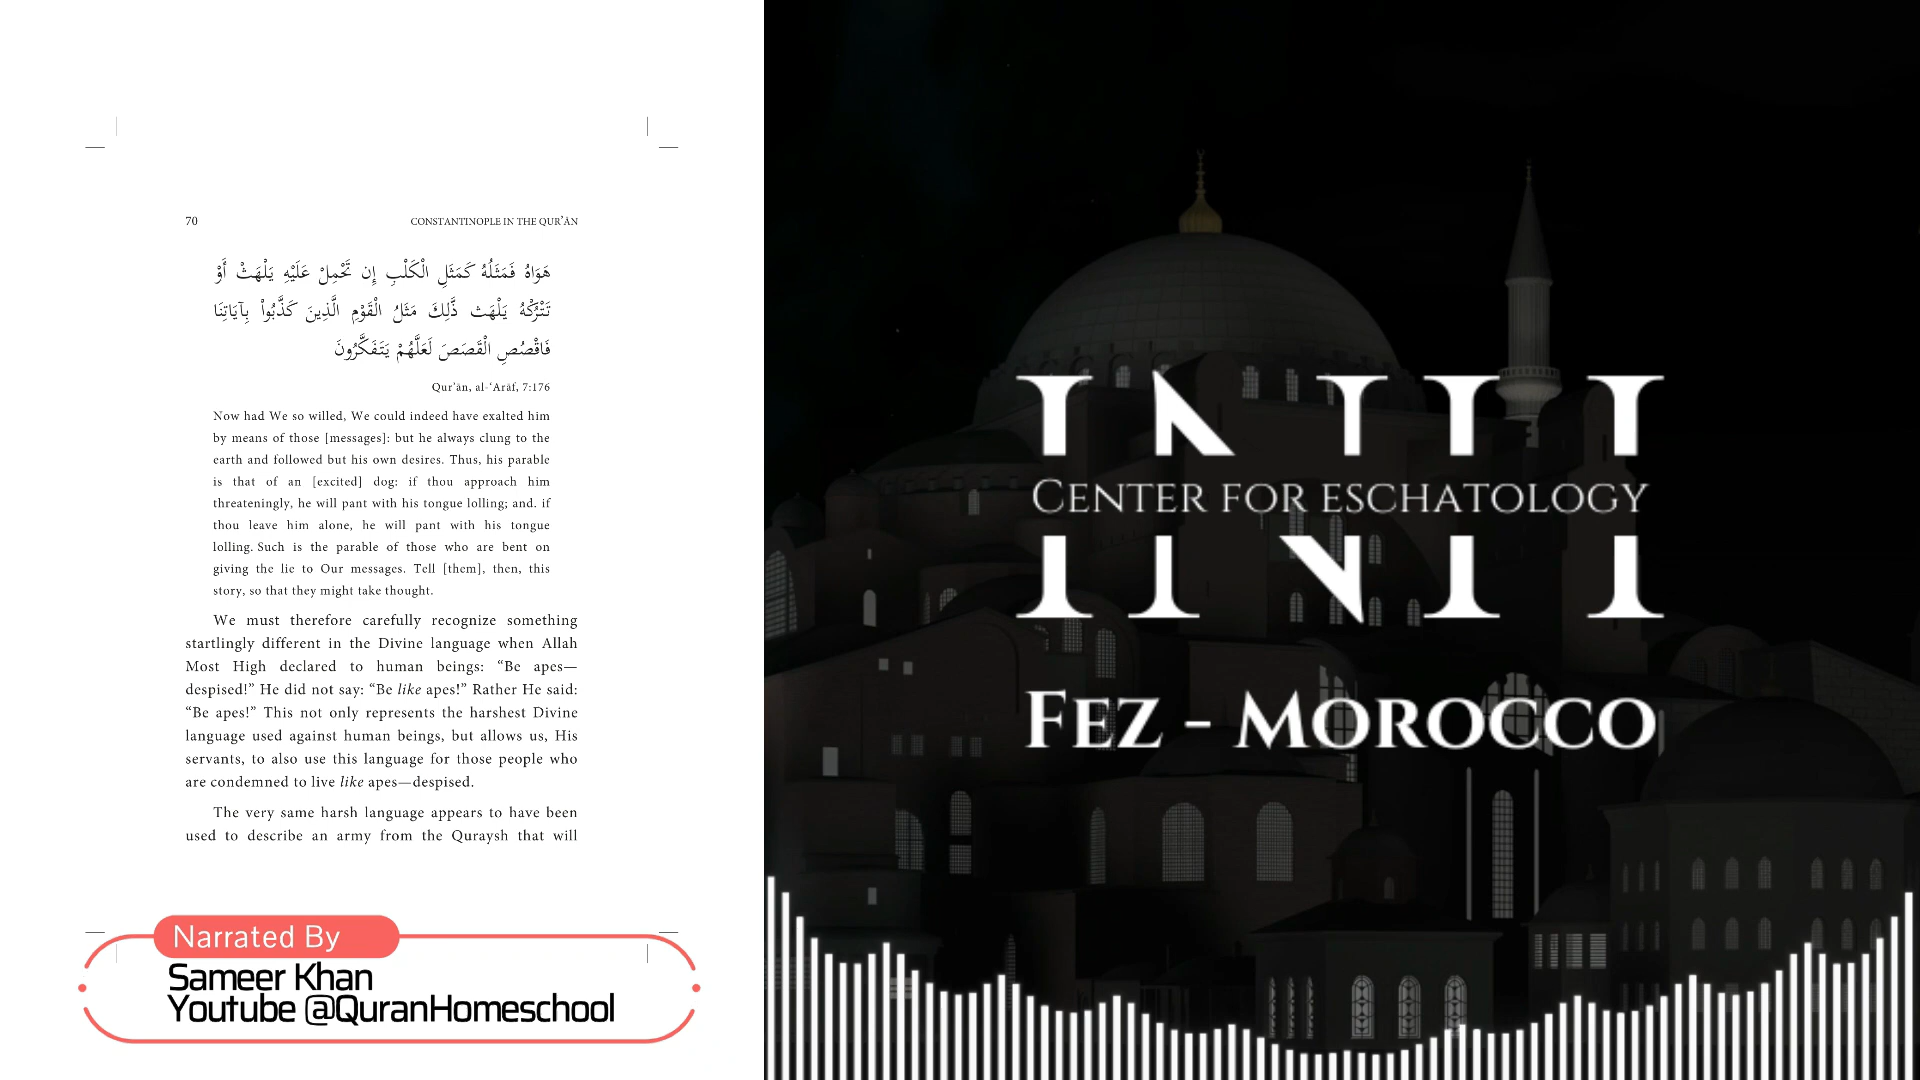 70 CONSTANTINOPLE IN THE QUR’ĀN
هَوَاهُ فَمَثَلُهُ كَمَثَلِ الْكَلْبِ إِن تَحْمِلْ عَلَيْهِ يَلْهَثْ أَوْ
تَتْرُكْهُ يَلْهَث ذَّلِكَ مَثَلُ الْقَوْمِ الَّذِينَ كَذَّبُواْ بِآيَاتِنَا
فَاقْصُصِ الْقَصَصَ لَعَلَّهُمْ يَتَفَكَّرُونَ
Qur’ān, al-‘Arāf, 7:176
Now had We so willed, We could indeed have exalted him
by means of those [messages]: but he always clung to the
earth and followed but his own desires. Thus, his parable
is that of an [excited] dog: if thou approach him
threateningly, he will pant with his tongue lolling; and. if
thou leave him alone, he will pant with his tongue
lolling. Such is the parable of those who are bent on
giving the lie to Our messages. Tell [them], then, this
story, so that they might take thought.
We must therefore carefully recognize something
startlingly different in the Divine language when Allah
Most High declared to human beings: “Be apes—
despised!” He did not say: “Be like apes!” Rather He said:
“Be apes!” This not only represents the harshest Divine
language used against human beings, but allows us, His
servants, to also use this language for those people who
are condemned to live like apes—despised.
The very same harsh language appears to have been
used to describe an army from the Quraysh that will
Narrated By
Sameer Khan
Youtube @QuranHomeschool
INIH
CENTER FOR ESCHATOLOGY
FEZ - MOROCCO